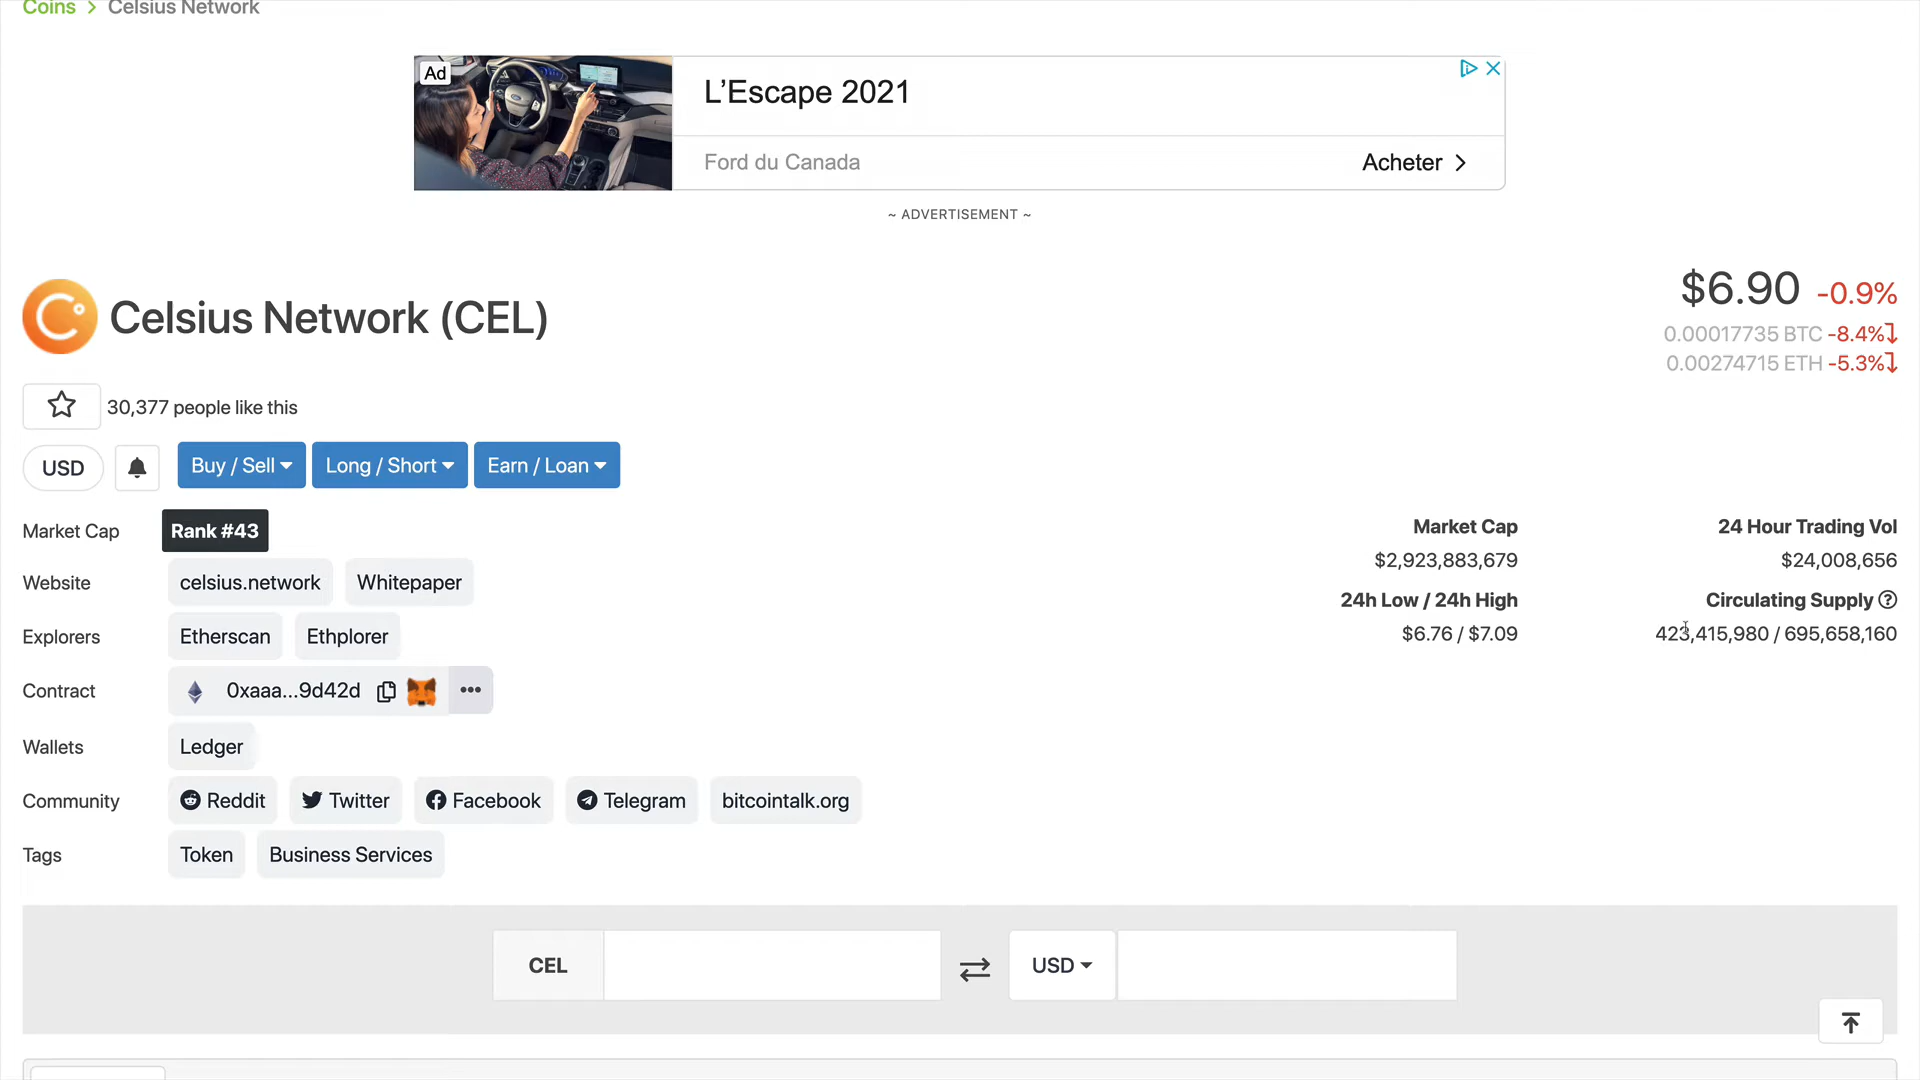 Coins > Celsius Network
Ad
L'Escape 2021
Ford du Canada
Acheter >
~ ADVERTISEMENT ~
Celsius Network (CEL)
$6.90 -0.9%
0.00017735 BTC -8.4%
0.00274715 ETH -5.3%
30,377 people like this
USD
Buy / Sell
Long / Short
Earn / Loan
Market Cap Rank #43
Website celsius.network Whitepaper
Explorers Etherscan Ethplorer
Contract 0xaaa...9d42d •••
Wallets Ledger
Community Reddit Twitter Facebook Telegram bitcointalk.org
Tags Token Business Services
Market Cap
$2,923,883,679
24 Hour Trading Vol
$24,008,656
24h Low / 24h High
$6.76 / $7.09
Circulating Supply ?
423,415,980 / 695,658,160
CEL
USD